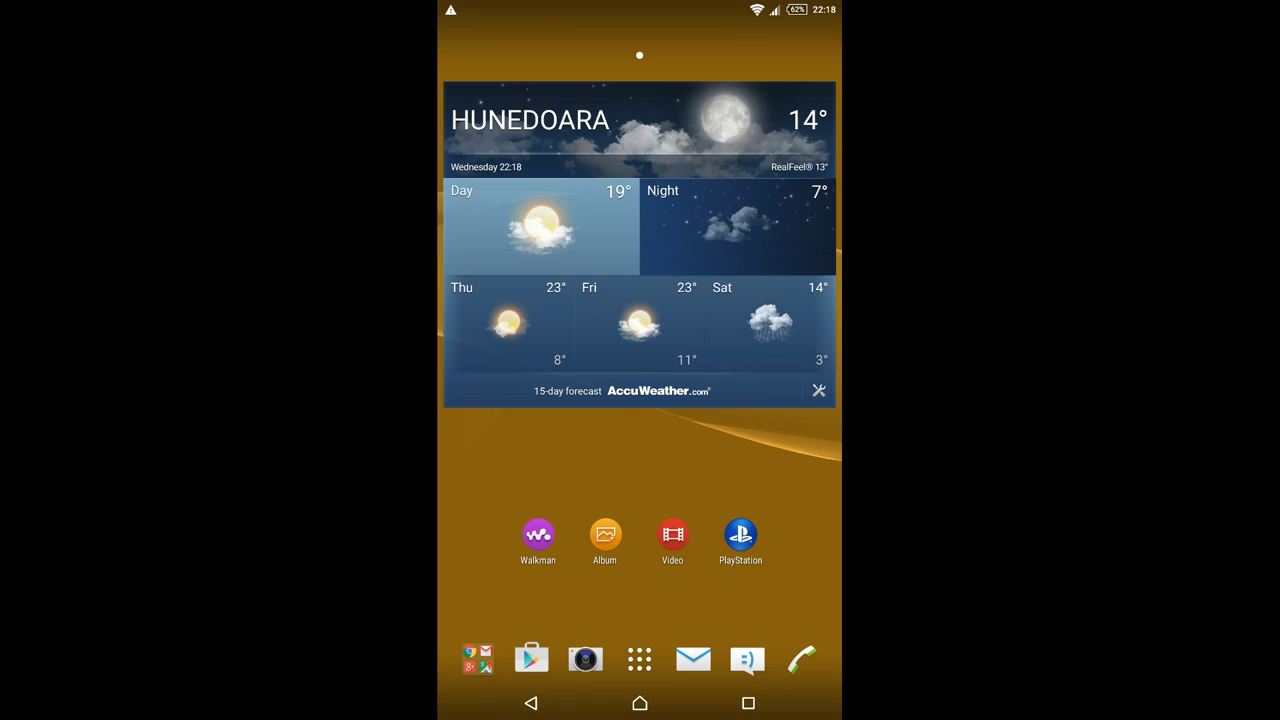 62% 22:18
HUNEDOARA 14°
Wednesday 22:18 RealFeel® 13°
Day 19° Night 7°
Thu 23° Fri 23° Sat 14°
8° 11° 3°
15-day forecast AccuWeather.com®
Walkman Album Video PlayStation